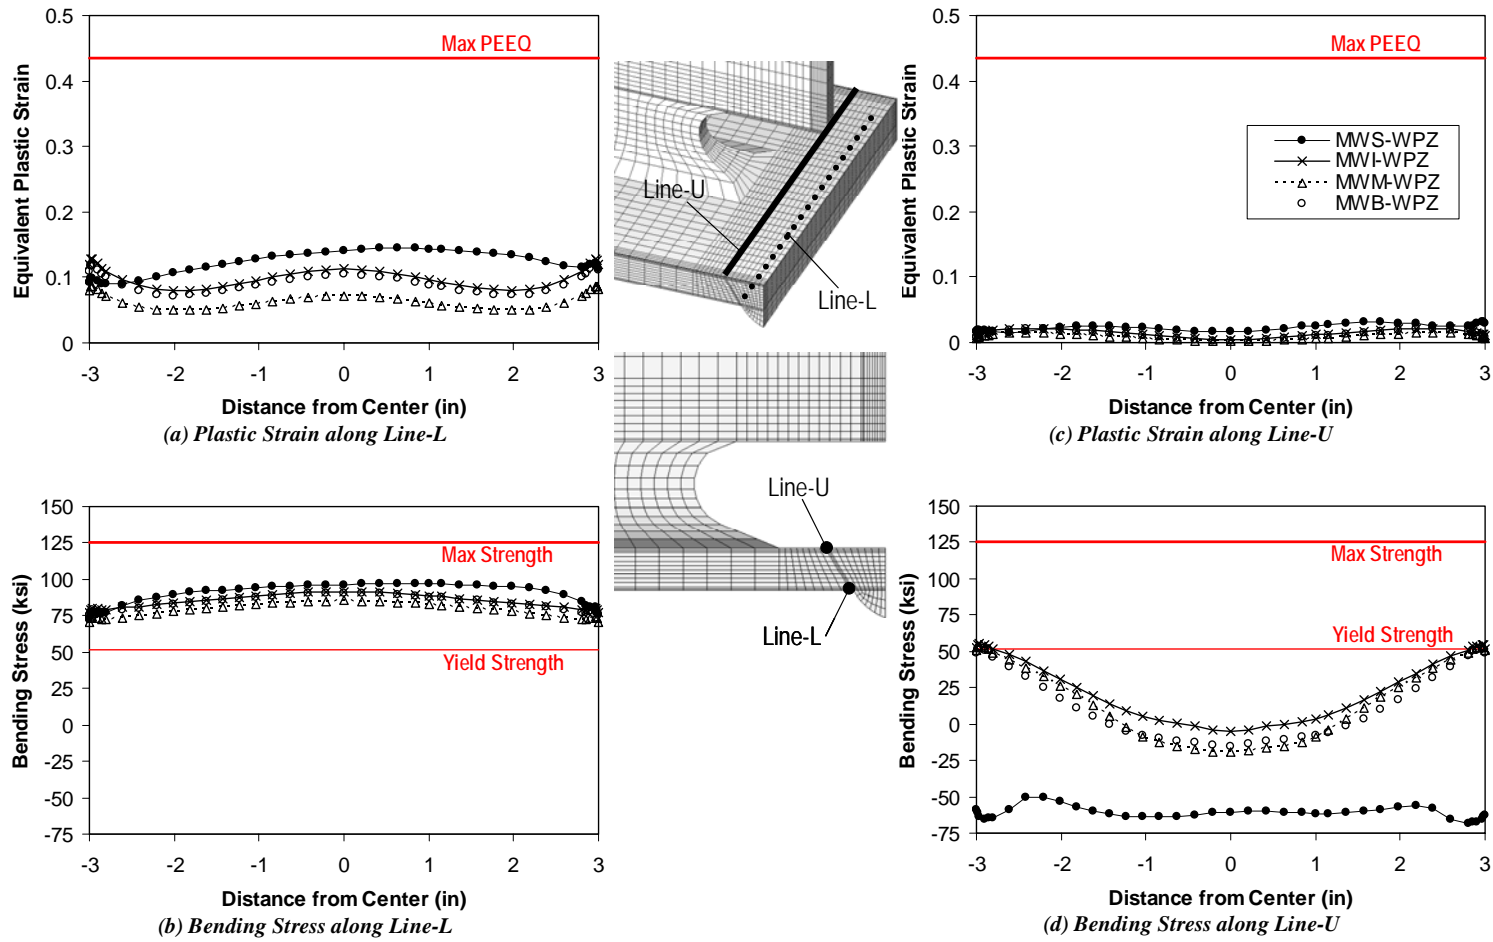 0.5
0.4
0.3
0.2
0.1
0
Equivalent Plastic Strain
Max PEEQ
-3 -2 -1 0 1 2 3
Distance from Center (in)
(a) Plastic Strain along Line-L
Line-U
Line-L
0.5
0.4
0.3
0.2
0.1
0
Equivalent Plastic Strain
Max PEEQ
MWS-WPZ
MWI-WPZ
MWM-WPZ
MWB-WPZ
-3 -2 -1 0 1 2 3
Distance from Center (in)
(c) Plastic Strain along Line-U
150
125
100
75
50
25
0
-25
-50
-75
Bending Stress (ksi)
Max Strength
Yield Strength
-3 -2 -1 0 1 2 3
Distance from Center (in)
(b) Bending Stress along Line-L
Line-U
Line-L
150
125
100
75
50
25
0
-25
-50
-75
Bending Stress (ksi)
Max Strength
Yield Strength
-3 -2 -1 0 1 2 3
Distance from Center (in)
(d) Bending Stress along Line-U